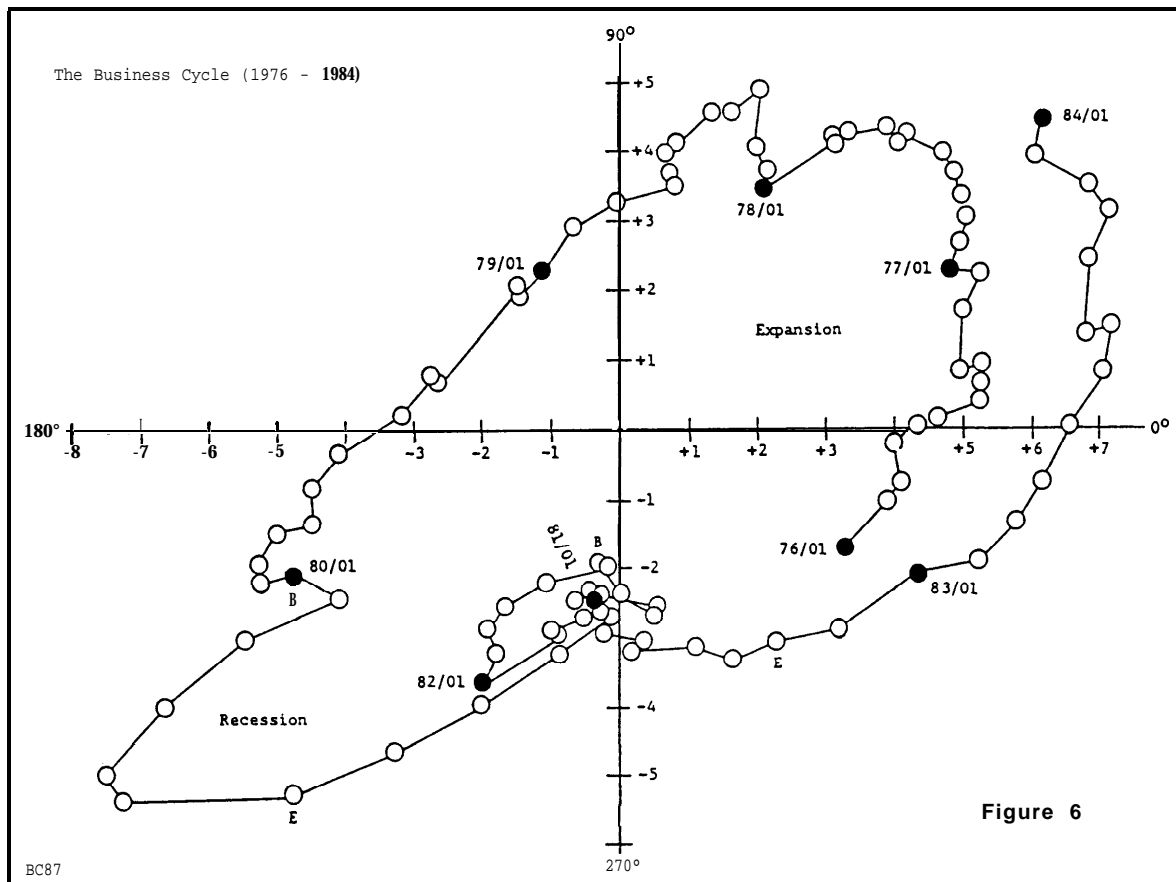 90°
The Business Cycle (1976 - 1984)
+5
84/01
+4
78/01
+3
79/01
77/01
+2
Expansion
+1
180°
0°
-8 -7 -6 -5 -3 -2 -1 +1 +2 +3 +5 +6 +7
-1
81/01
B
76/01
80/01
-2
B
83/01
E
82/01
-4
Recession
-5
E
Figure 6
BC87
270°